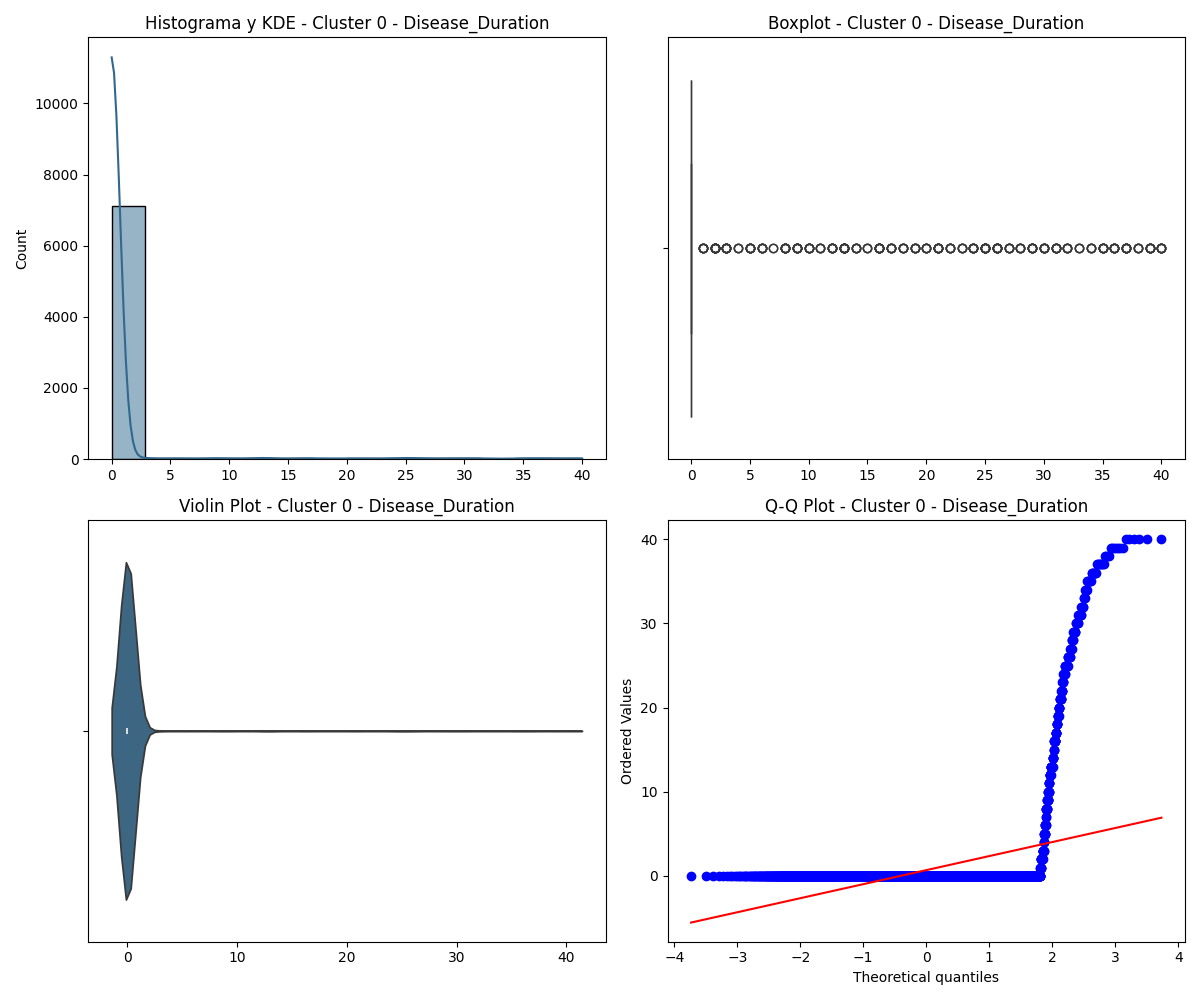 Histograma y KDE - Cluster 0 - Disease_Duration
Count
10000
8000
6000
4000
2000
0
0 5 10 15 20 25 30 35 40
Boxplot - Cluster 0 - Disease_Duration
0 5 10 15 20 25 30 35 40
Violin Plot - Cluster 0 - Disease_Duration
0 10 20 30 40
Q-Q Plot - Cluster 0 - Disease_Duration
Ordered Values
40
30
20
10
0
−4 −3 −2 −1 0 1 2 3 4
Theoretical quantiles